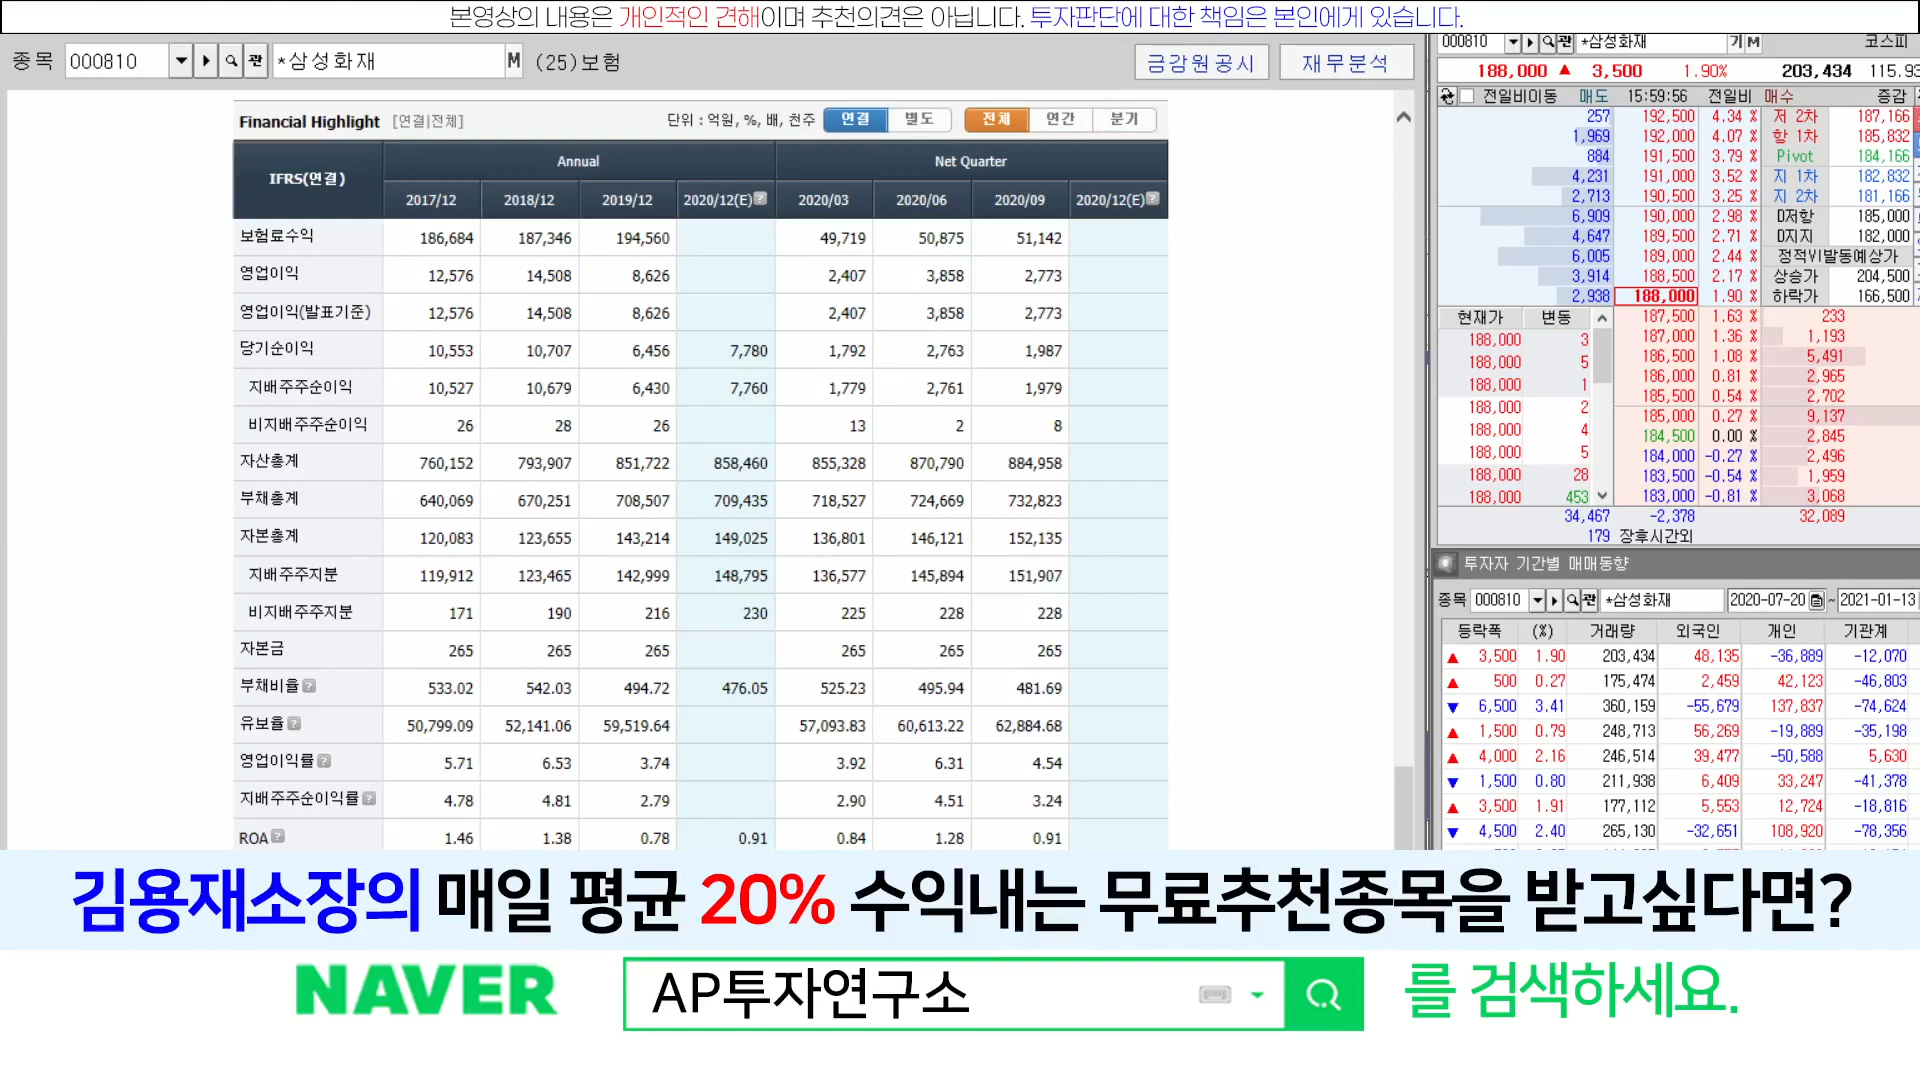 본영상의 내용은 개인적인 견해이며 추천의견은 아닙니다. 투자판단에 대한 책임은 본인에게 있습니다.
종목 000810 관 *삼성화재 M (25)보험 금감원공시 재무분석
Financial Highlight [연결|전체] 단위 : 억원, %, 배, 천주 연결 별도 전체 연간 분기
IFRS(연결) Annual Net Quarter
2017/12 2018/12 2019/12 2020/12(E) 2020/03 2020/06 2020/09 2020/12(E)
보험료수익 186,684 187,346 194,560 49,719 50,875 51,142
영업이익 12,576 14,508 8,626 2,407 3,858 2,773
영업이익(발표기준) 12,576 14,508 8,626 2,407 3,858 2,773
당기순이익 10,553 10,707 6,456 7,780 1,792 2,763 1,987
지배주주순이익 10,527 10,679 6,430 7,760 1,779 2,761 1,979
비지배주주순이익 26 28 26 13 2 8
자산총계 760,152 793,907 851,722 858,460 855,328 870,790 884,958
부채총계 640,069 670,251 708,507 709,435 718,527 724,669 732,823
자본총계 120,083 123,655 143,214 149,025 136,801 146,121 152,135
지배주주지분 119,912 123,465 142,999 148,795 136,577 145,894 151,907
비지배주주지분 171 190 216 230 225 228 228
자본금 265 265 265 265 265 265
부채비율 533.02 542.03 494.72 476.05 525.23 495.94 481.69
유보율 50,799.09 52,141.06 59,519.64 57,093.83 60,613.22 62,884.68
영업이익률 5.71 6.53 3.74 3.92 6.31 4.54
지배주주순이익률 4.78 4.81 2.79 2.90 4.51 3.24
ROA 1.46 1.38 0.78 0.91 0.84 1.28 0.91
000810 관 *삼성화재 기 M 코스피
188,000 ▲ 3,500 1.90% 203,434 115.93
전일비이동 매도 15:59:56 전일비 매수 증감
257 192,500 4.34 % 저 2차 187,166
1,969 192,000 4.07 % 항 1차 185,832
884 191,500 3.79 % Pivot 184,166
4,231 191,000 3.52 % 지 1차 182,832
2,713 190,500 3.25 % 지 2차 181,166
6,909 190,000 2.98 % D저항 185,000
4,647 189,500 2.71 % D지지 182,000
6,005 189,000 2.44 % 정적VI발동예상가
3,914 188,500 2.17 % 상승가 204,500
2,938 188,000 1.90 % 하락가 166,500
현재가 변동 187,500 1.63 % 233
188,000 3 187,000 1.36 % 1,193
188,000 5 186,500 1.08 % 5,491
188,000 1 186,000 0.81 % 2,965
188,000 2 185,500 0.54 % 2,702
188,000 4 185,000 0.27 % 9,137
188,000 5 184,500 0.00 % 2,845
184,000 -0.27 % 2,496
188,000 28 183,500 -0.54 % 1,959
188,000 453 183,000 -0.81 % 3,068
34,467 -2,378 32,089
179 장후시간외
투자자 기간별 매매동향
종목 000810 관 *삼성화재 2020-07-20 ~ 2021-01-13
등락폭 (%) 거래량 외국인 개인 기관계
▲ 3,500 1.90 203,434 48,135 -36,889 -12,070
▲ 500 0.27 175,474 2,459 42,123 -46,803
▼ 6,500 3.41 360,159 -55,679 137,837 -74,624
▲ 1,500 0.79 248,713 56,269 -19,889 -35,198
▲ 4,000 2.16 246,514 39,477 -50,588 5,630
▼ 1,500 0.80 211,938 6,409 33,247 -41,378
▲ 3,500 1.91 177,112 5,553 12,724 -18,816
▼ 4,500 2.40 265,130 -32,651 108,920 -78,356
김용재소장의 매일 평균 20% 수익내는 무료추천종목을 받고싶다면?
NAVER AP투자연구소 를 검색하세요.